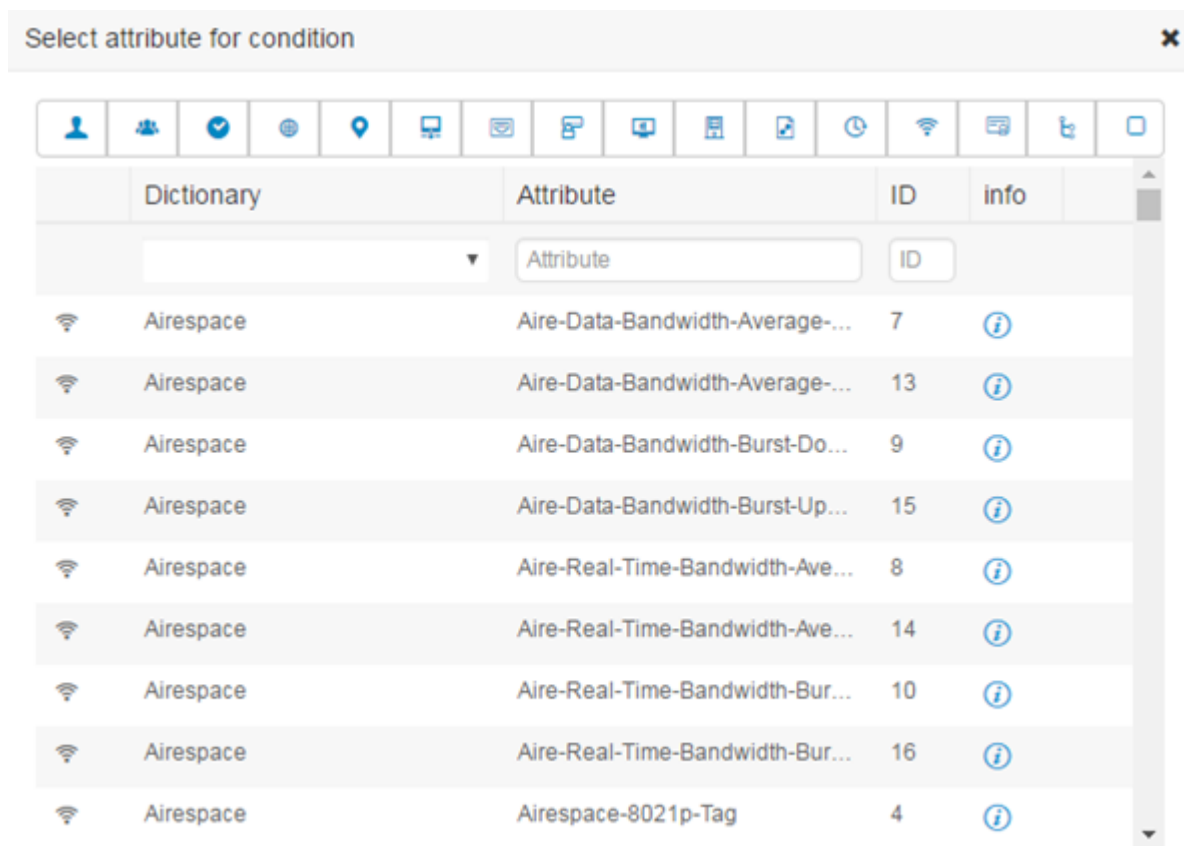 Select attribute for condition
Dictionary Attribute ID info
Attribute ID
Airespace Aire-Data-Bandwidth-Average-... 7
Airespace Aire-Data-Bandwidth-Average-... 13
Airespace Aire-Data-Bandwidth-Burst-Do... 9
Airespace Aire-Data-Bandwidth-Burst-Up... 15
Airespace Aire-Real-Time-Bandwidth-Ave... 8
Airespace Aire-Real-Time-Bandwidth-Ave... 14
Airespace Aire-Real-Time-Bandwidth-Bur... 10
Airespace Aire-Real-Time-Bandwidth-Bur... 16
Airespace Airespace-8021p-Tag 4